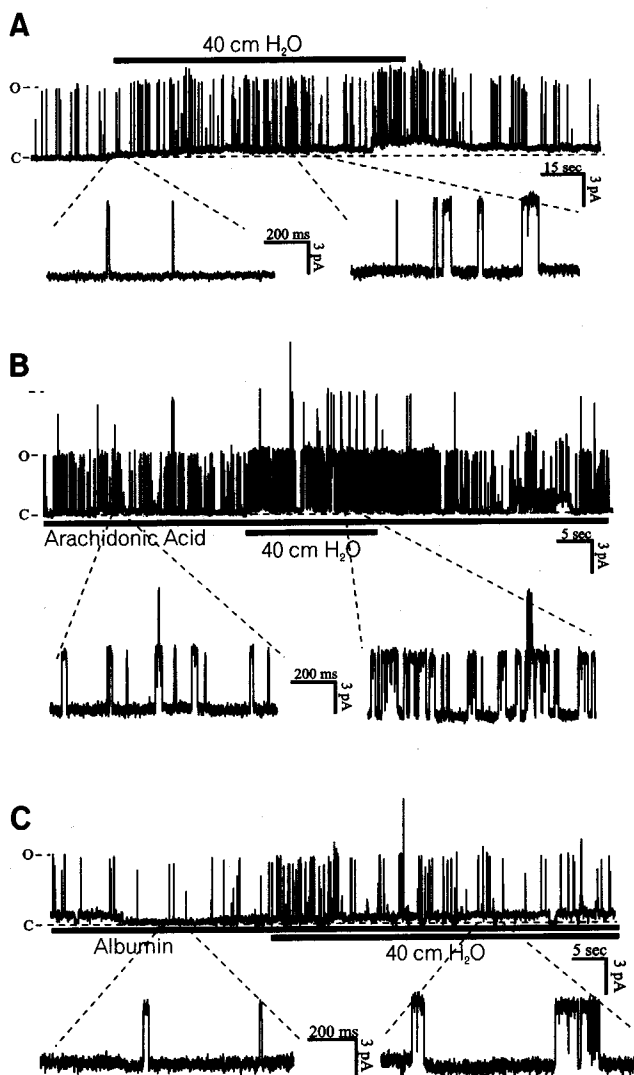 A
40 cm H₂O
O
C
15 sec
3 pA
200 ms
3 pA
B
O
C
Arachidonic Acid
40 cm H₂O
5 sec
3 pA
200 ms
3 pA
C
O
C
Albumin
40 cm H₂O
5 sec
3 pA
200 ms
3 pA